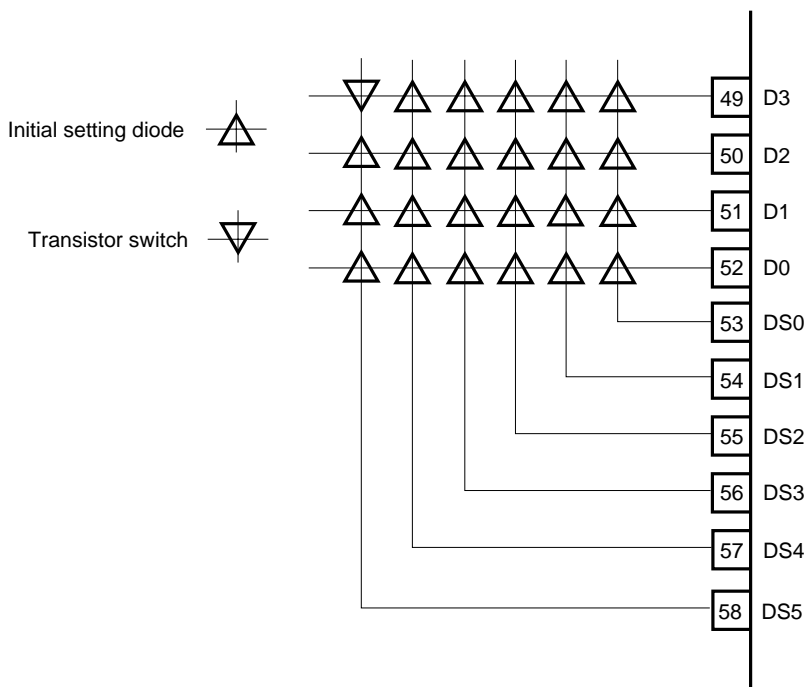 49 D3
Initial setting diode
50 D2
51 D1
Transistor switch
52 D0
53 DS0
54 DS1
55 DS2
56 DS3
57 DS4
58 DS5